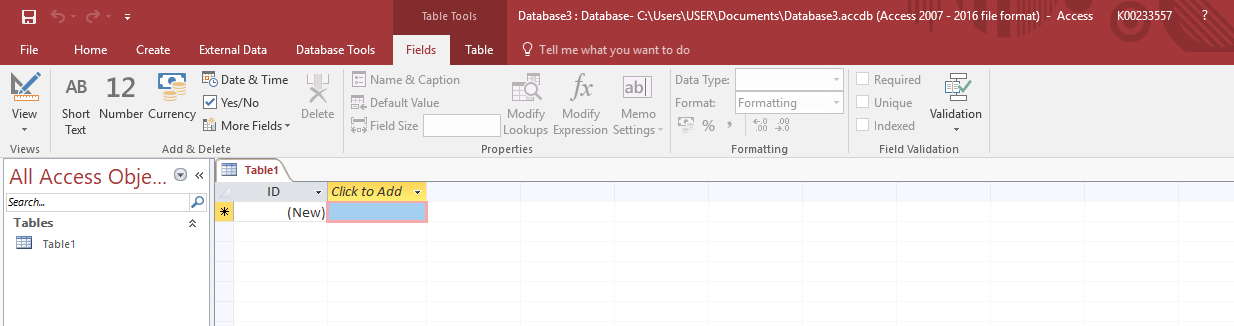 Table Tools
Database3 : Database- C:\Users\USER\Documents\Database3.accdb (Access 2007 - 2016 file format) - Access
K00233557
?
File
Home
Create
External Data
Database Tools
Fields
Table
Tell me what you want to do
View
Views
AB
Short
Text
12
Number
Currency
Date & Time
Yes/No
More Fields
Delete
Add & Delete
Name & Caption
Default Value
Field Size
Modify
Lookups
fx
Modify
Expression
ab|
Memo
Settings
Properties
Data Type:
Format:
Formatting
% , .00 .00
Formatting
Required
Unique
Indexed
Validation
Field Validation
All Access Obje...
Search...
Tables
Table1
Table1
ID
Click to Add
(New)